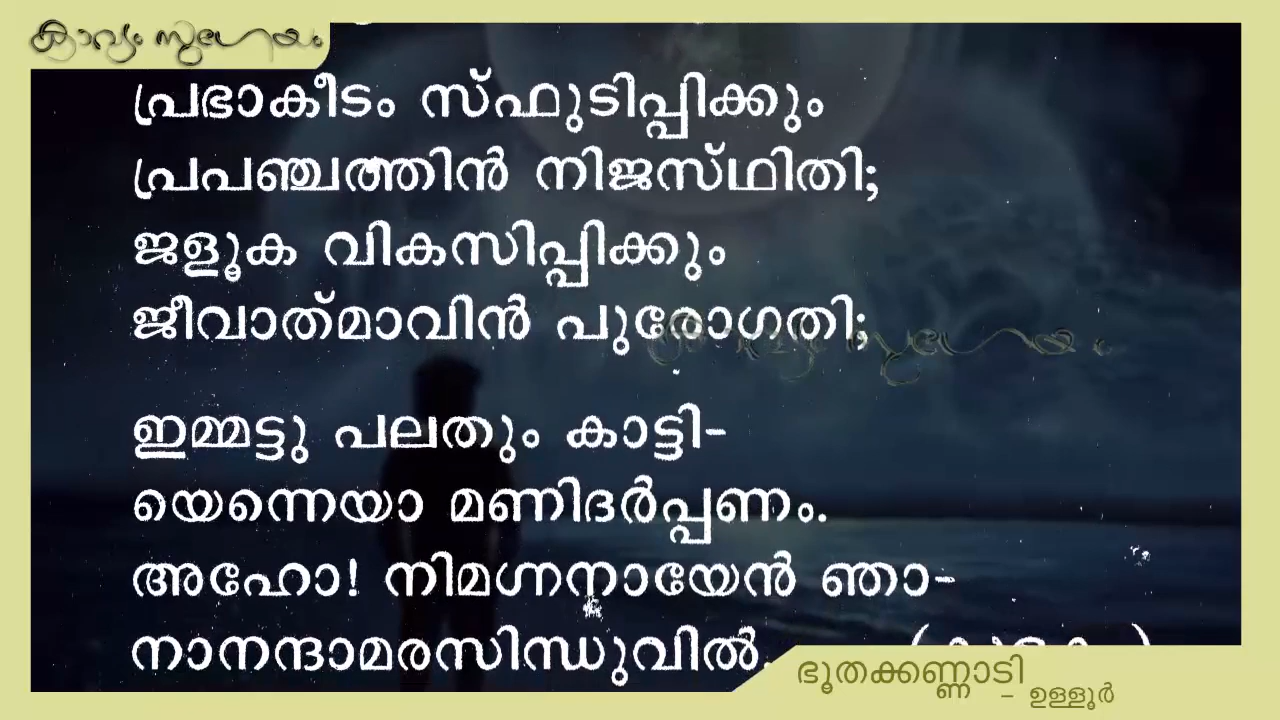 കാവ്യം സുഗേയം
പ്രഭാകീടം സ്ഫുടിപ്പിക്കും
പ്രപഞ്ചത്തിൻ നിജസ്ഥിതി;
ജളൂക വികസിപ്പിക്കും
ജീവാത്മാവിൻ പുരോഗതി;
കാവ്യം സുഗേയം
ഇമ്മട്ടു പലതും കാട്ടി-
യെന്നെയാ മണിദർപ്പണം.
അഹോ! നിമഗ്നനായേൻ ഞാ-
നാനന്ദാമരസിന്ധുവിൽ.
ഭൂതക്കണ്ണാടി
– ഉള്ളൂർ